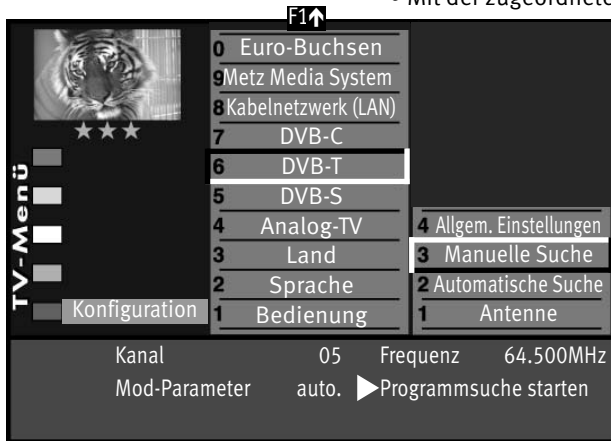 • Mit der zugeordnete
F1↑
0 Euro-Buchsen
9 Metz Media System
8 Kabelnetzwerk (LAN)
7 DVB-C
6 DVB-T
5 DVB-S
4 Analog-TV
3 Land
2 Sprache
1 Bedienung
4 Allgem. Einstellungen
3 Manuelle Suche
2 Automatische Suche
1 Antenne
TV-Menü
Konfiguration
Kanal 05 Frequenz 64.500MHz
Mod-Parameter auto. ▶Programmsuche starten